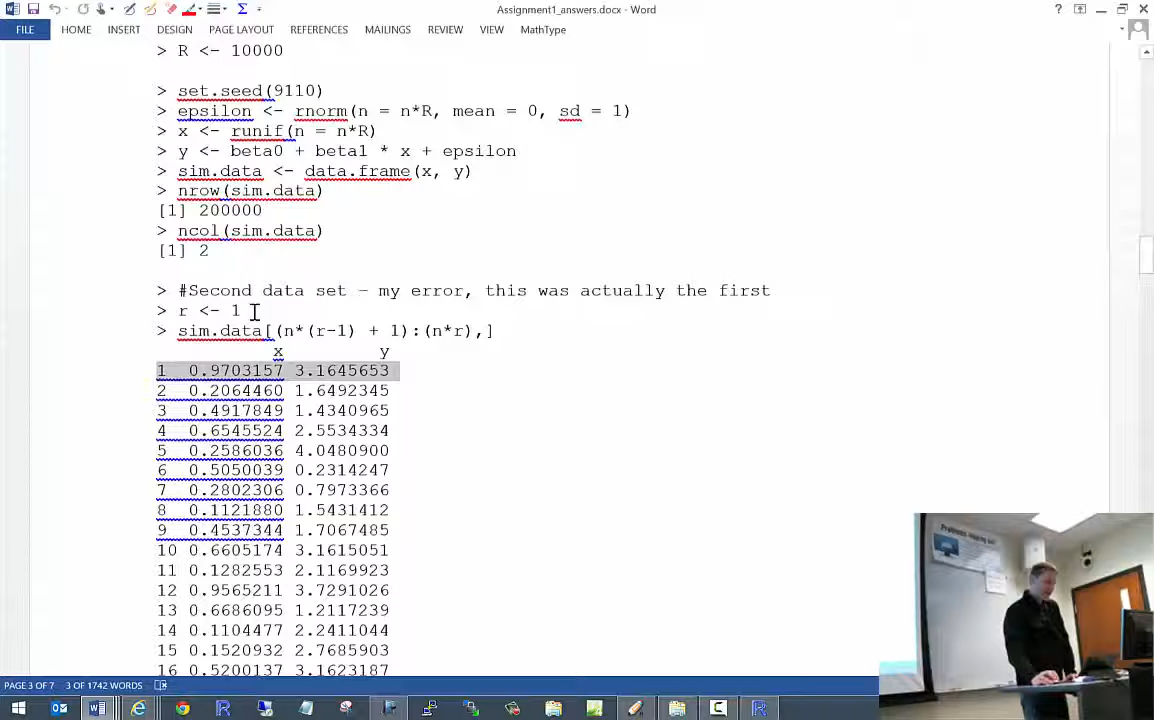 Assignment1_answers.docx - Word
FILE HOME INSERT DESIGN PAGE LAYOUT REFERENCES MAILINGS REVIEW VIEW MathType
> R <- 10000
> set.seed(9110)
> epsilon <- rnorm(n = n*R, mean = 0, sd = 1)
> x <- runif(n = n*R)
> y <- beta0 + beta1 * x + epsilon
> sim.data <- data.frame(x, y)
> nrow(sim.data)
[1] 200000
> ncol(sim.data)
[1] 2
> #Second data set – my error, this was actually the first
> r <- 1
> sim.data[(n*(r-1) + 1):(n*r),]
x y
1 0.9703157 3.1645653
2 0.2064460 1.6492345
3 0.4917849 1.4340965
4 0.6545524 2.5534334
5 0.2586036 4.0480900
6 0.5050039 0.2314247
7 0.2802306 0.7973366
8 0.1121880 1.5431412
9 0.4537344 1.7067485
10 0.6605174 3.1615051
11 0.1282553 2.1169923
12 0.9565211 3.7291026
13 0.6686095 1.2117239
14 0.1104477 2.2411044
15 0.1520932 2.7685903
16 0.5200137 3.1623187
PAGE 3 OF 7 3 OF 1742 WORDS